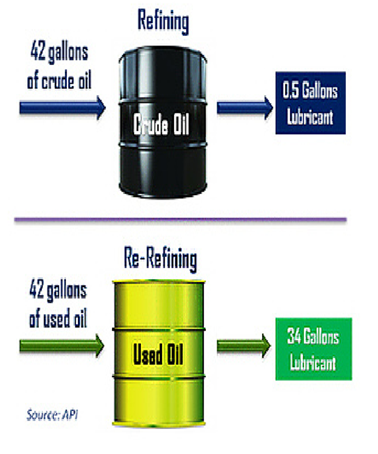 Refining
42 gallons
of crude oil
Crude Oil
0.5 Gallons
Lubricant
Re-Refining
42 gallons
of used oil
Used Oil
34 Gallons
Lubricant
Source: API